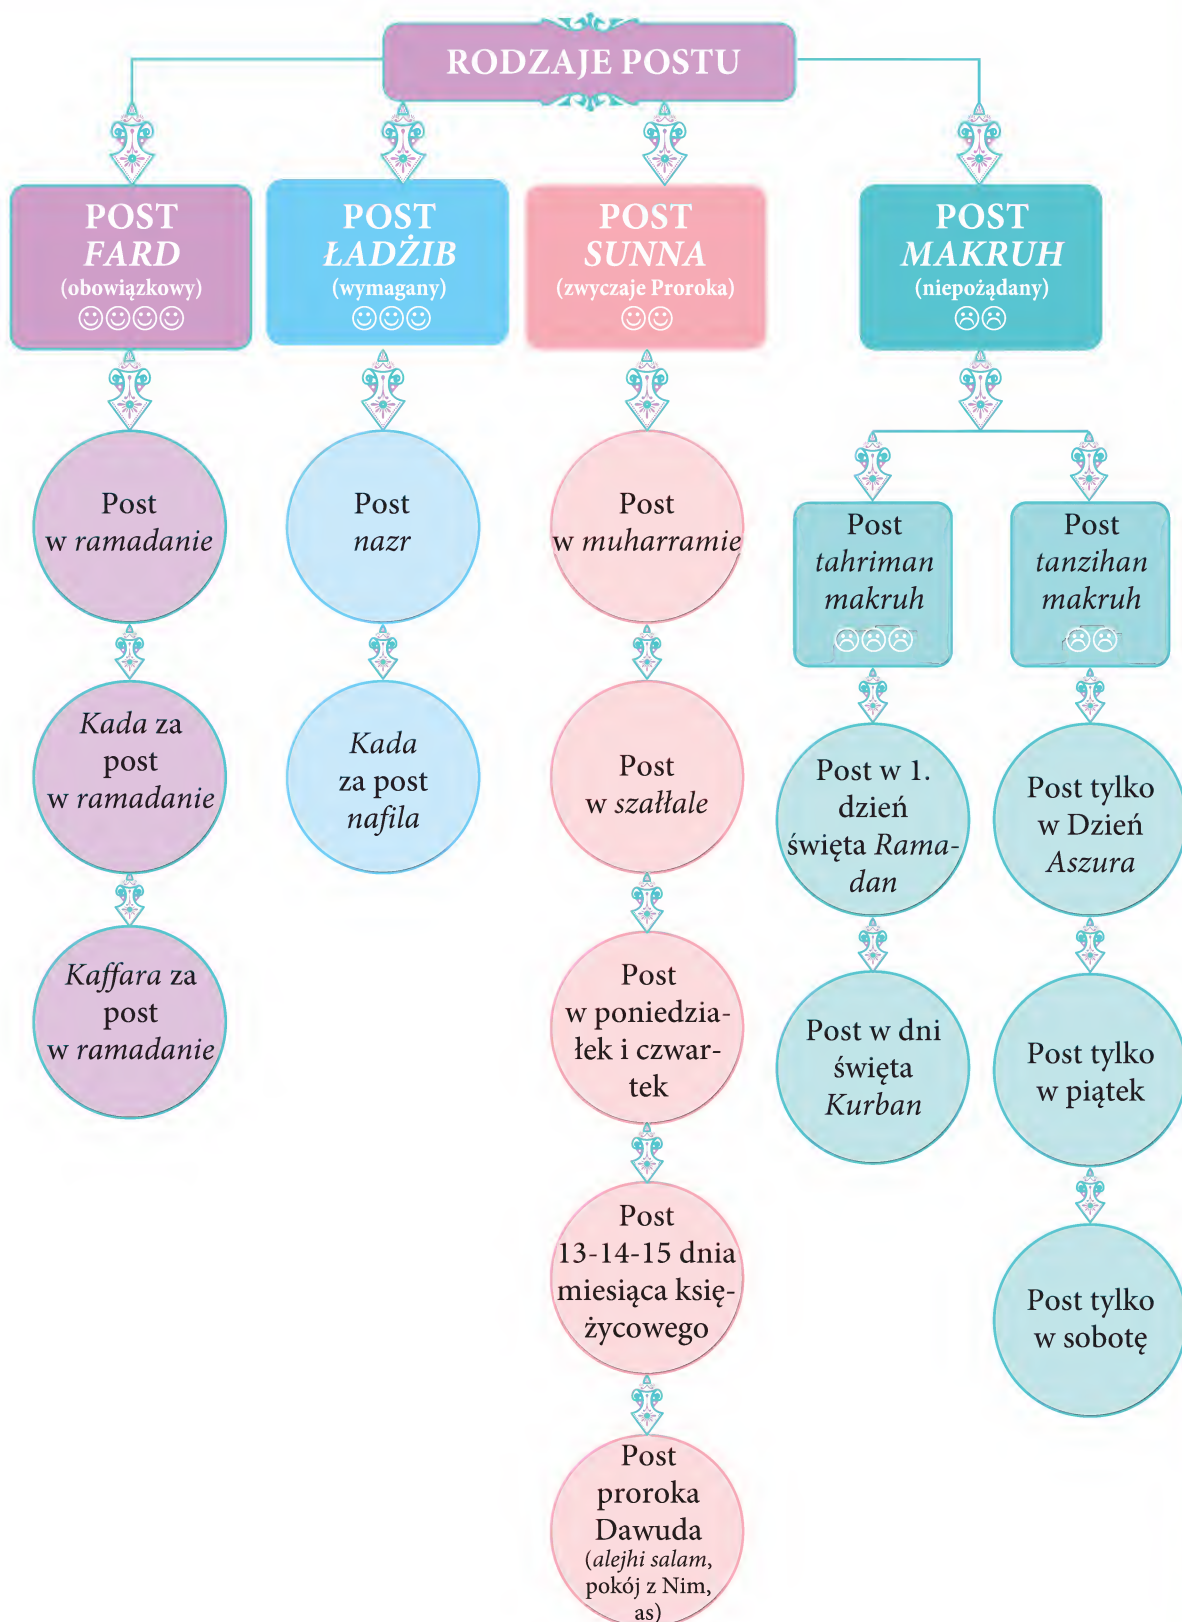 RODZAJE POSTU
POST
FARD
(obowiązkowy)
POST
ŁADŻIB
(wymagany)
POST
SUNNA
(zwyczaje Proroka)
POST
MAKRUH
(niepożądany)
Post
w ramadanie
Kada za
post
w ramadanie
Kaffara za
post
w ramadanie
Post
nazr
Kada
za post
nafila
Post
w muharramie
Post
w szałłale
Post
w poniedzia-
łek i czwar-
tek
Post
13-14-15 dnia
miesiąca księ-
życowego
Post
proroka
Dawuda
(alejhi salam,
pokój z Nim,
as)
Post
tahriman
makruh
Post w 1.
dzień
święta Rama-
dan
Post w dni
święta
Kurban
Post
tanzihan
makruh
Post tylko
w Dzień
Aszura
Post tylko
w piątek
Post tylko
w sobotę